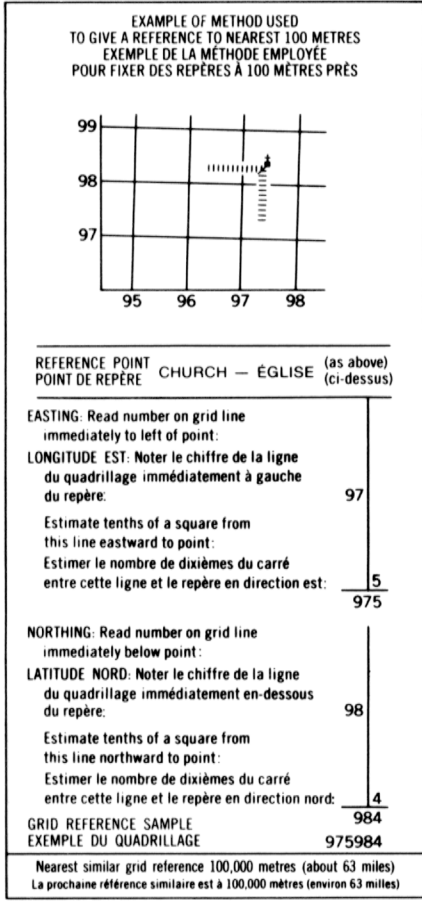 EXAMPLE OF METHOD USED
TO GIVE A REFERENCE TO NEAREST 100 METRES
EXEMPLE DE LA MÉTHODE EMPLOYÉE
POUR FIXER DES REPÈRES À 100 MÈTRES PRÈS
99
98
97
95 96 97 98
REFERENCE POINT CHURCH — ÉGLISE (as above)
POINT DE REPÈRE (ci-dessus)
EASTING: Read number on grid line
immediately to left of point:
LONGITUDE EST: Noter le chiffre de la ligne
du quadrillage immédiatement à gauche
du repère: 97
Estimate tenths of a square from
this line eastward to point:
Estimer le nombre de dixièmes du carré
entre cette ligne et le repère en direction est: 5
975
NORTHING: Read number on grid line
immediately below point:
LATITUDE NORD: Noter le chiffre de la ligne
du quadrillage immédiatement en-dessous
du repère: 98
Estimate tenths of a square from
this line northward to point:
Estimer le nombre de dixièmes du carré
entre cette ligne et le repère en direction nord: 4
GRID REFERENCE SAMPLE 984
EXEMPLE DU QUADRILLAGE 975984
Nearest similar grid reference 100,000 metres (about 63 miles)
La prochaine référence similaire est à 100,000 mètres (environ 63 milles)